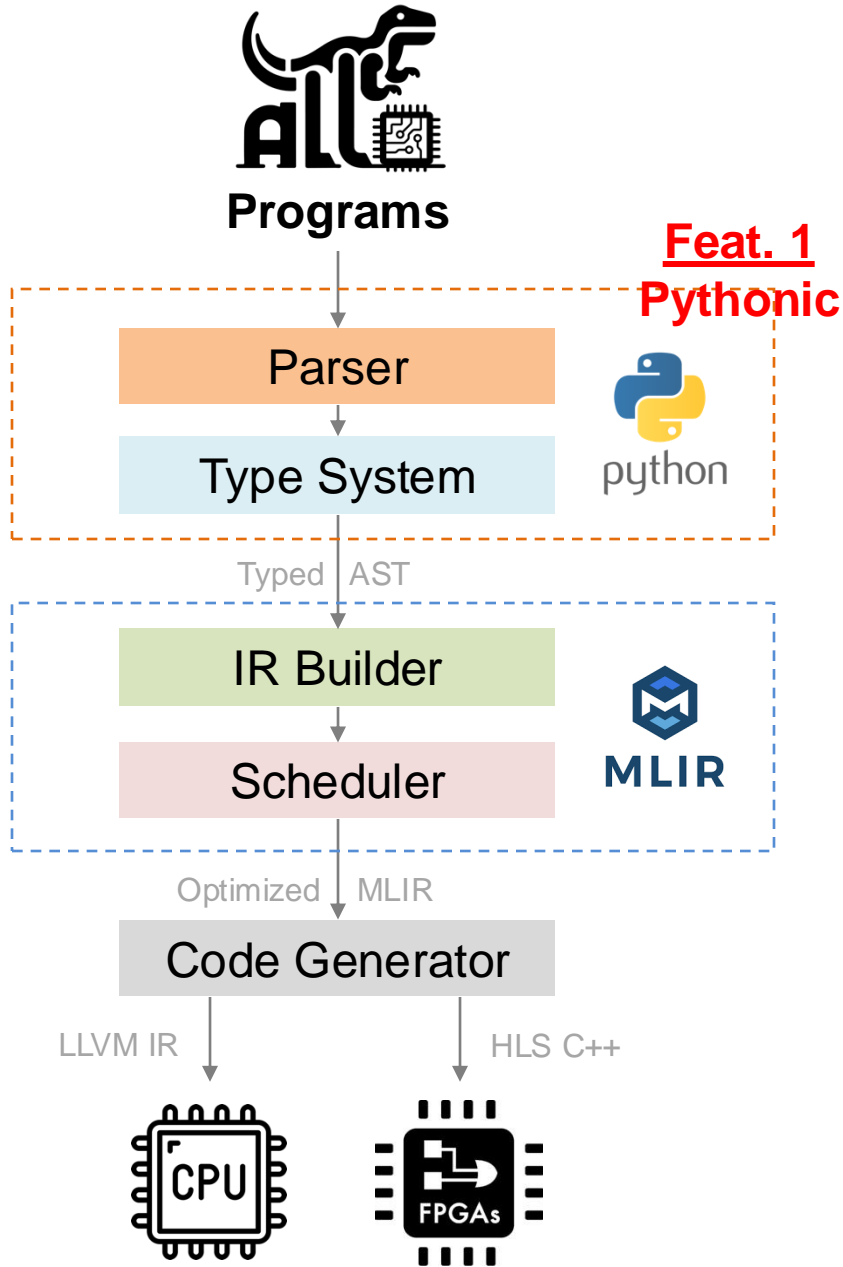 ALLO
Programs
Feat. 1
Pythonic
Parser
python
Type System
Typed AST
IR Builder
MLIR
Scheduler
Optimized MLIR
Code Generator
LLVM IR
HLS C++
CPU
FPGAs